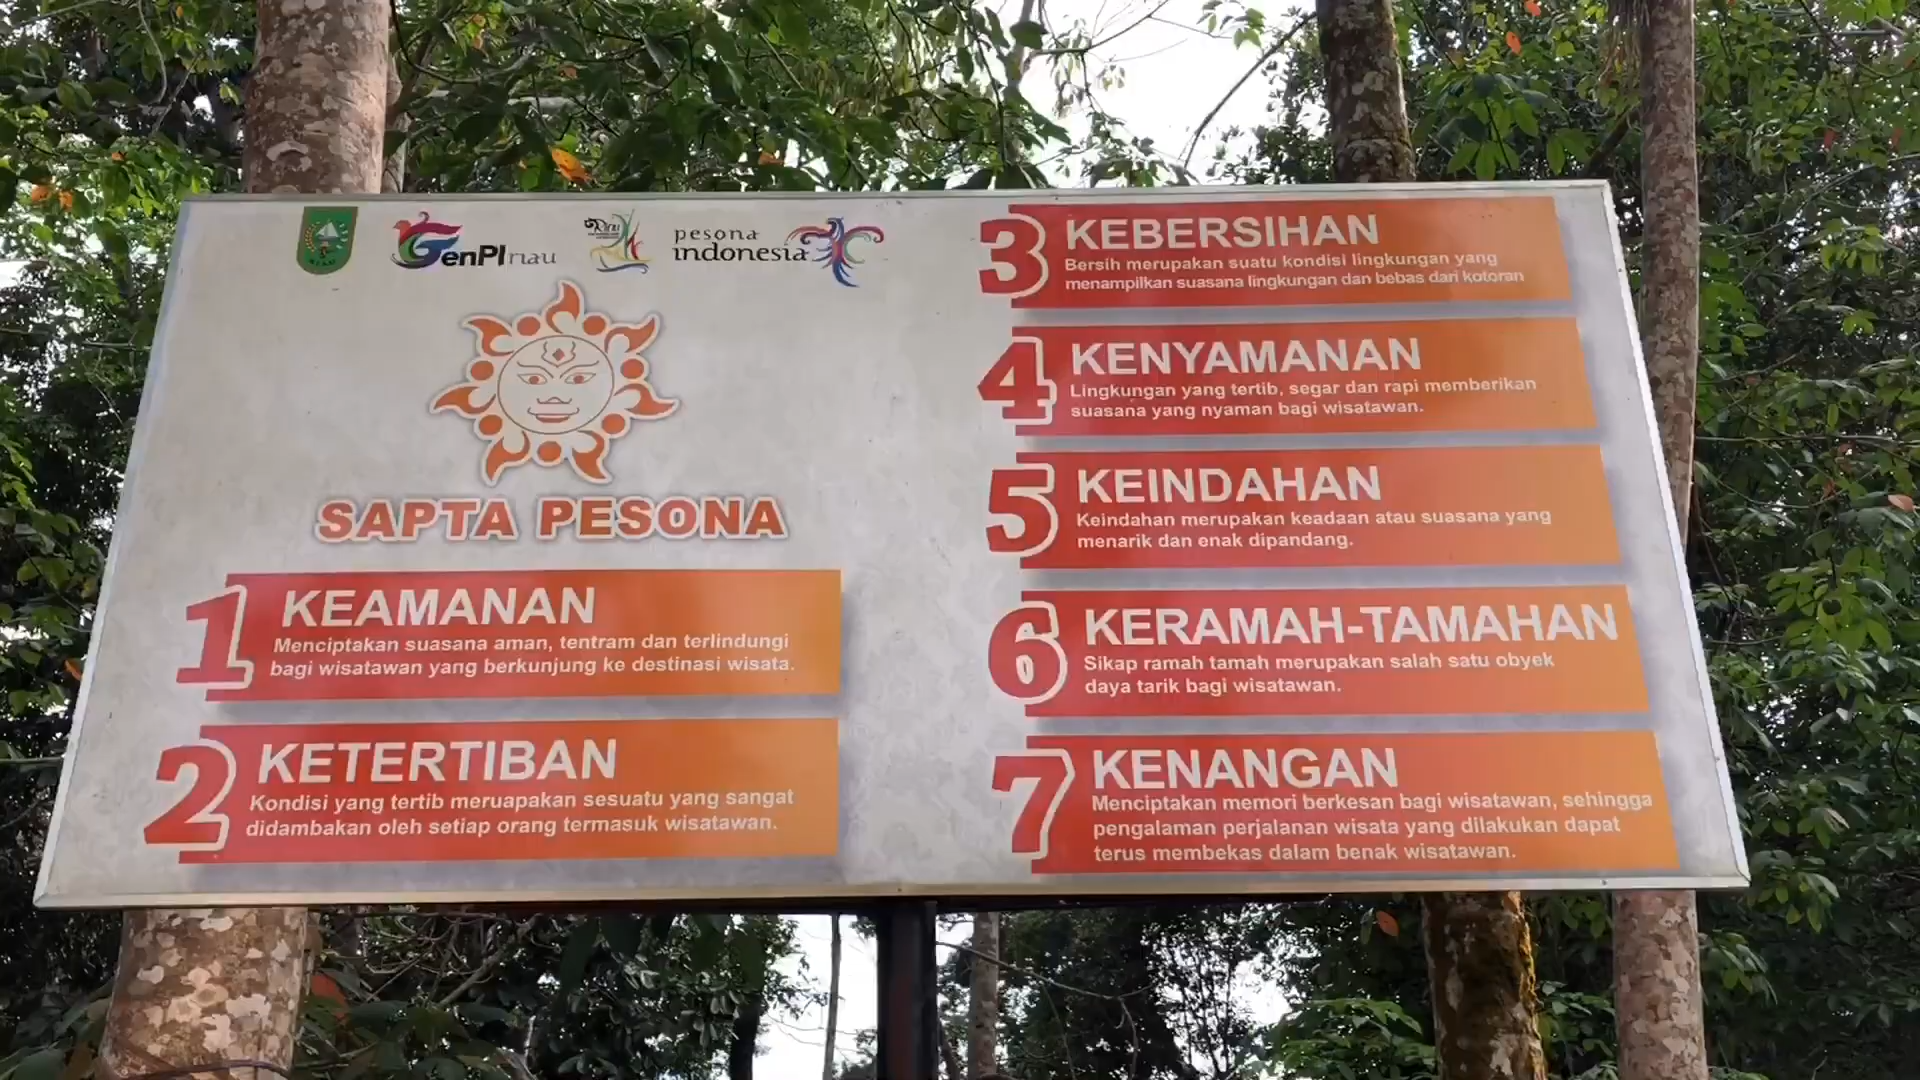 RIAU
GenPI riau
Riau
pesona
indonesia
SAPTA PESONA
1 KEAMANAN
Menciptakan suasana aman, tentram dan terlindungi
bagi wisatawan yang berkunjung ke destinasi wisata.
2 KETERTIBAN
Kondisi yang tertib meruapakan sesuatu yang sangat
didambakan oleh setiap orang termasuk wisatawan.
3 KEBERSIHAN
Bersih merupakan suatu kondisi lingkungan yang
menampilkan suasana lingkungan dan bebas dari kotoran
4 KENYAMANAN
Lingkungan yang tertib, segar dan rapi memberikan
suasana yang nyaman bagi wisatawan.
5 KEINDAHAN
Keindahan merupakan keadaan atau suasana yang
menarik dan enak dipandang.
6 KERAMAH-TAMAHAN
Sikap ramah tamah merupakan salah satu obyek
daya tarik bagi wisatawan.
7 KENANGAN
Menciptakan memori berkesan bagi wisatawan, sehingga
pengalaman perjalanan wisata yang dilakukan dapat
terus membekas dalam benak wisatawan.